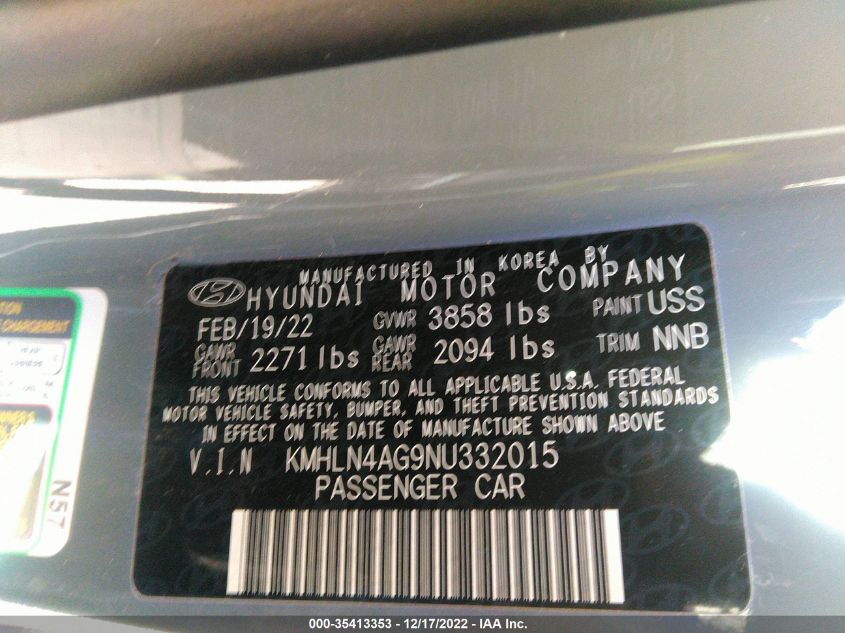 MANUFACTURED IN KOREA BY
HYUNDAI MOTOR COMPANY
FEB/19/22 GVWR 3858 lbs PAINT USS
GAWR FRONT 2271 lbs GAWR REAR 2094 lbs TRIM NNB
THIS VEHICLE CONFORMS TO ALL APPLICABLE U.S.A. FEDERAL
MOTOR VEHICLE SAFETY, BUMPER, AND THEFT PREVENTION STANDARDS
IN EFFECT ON THE DATE OF MANUFACTURE SHOWN ABOVE
V.I.N KMHLN4AG9NU332015
PASSENGER CAR
N57
000-35413353 - 12/17/2022 - IAA Inc.